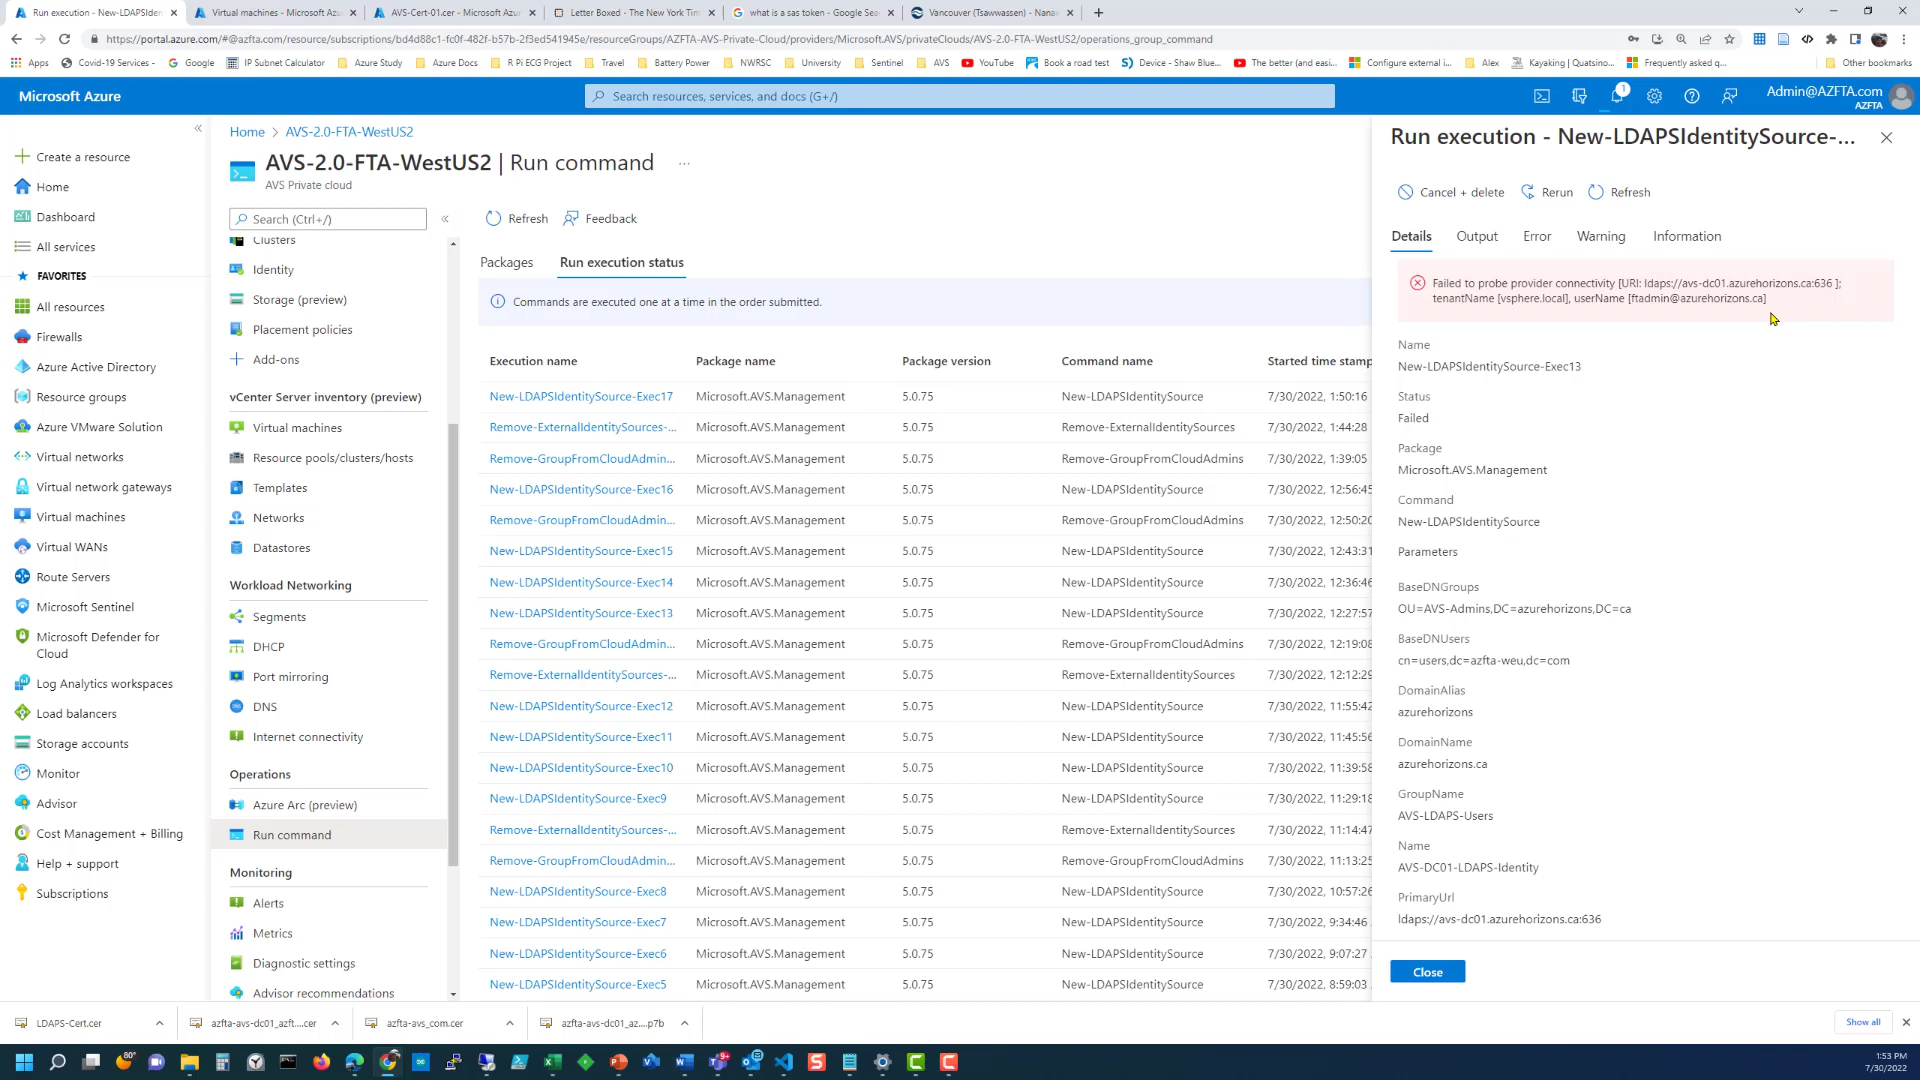 Run execution - New-LDAPSIden
Virtual machines - Microsoft Azu
AVS-Cert-01.cer - Microsoft Azure
Letter Boxed - The New York Tim
what is a sas token - Google Sea
Vancouver (Tsawwassen) - Nanai
https://portal.azure.com/#@azfta.com/resource/subscriptions/bd4d88c1-fc0f-482f-b57b-2f3ed541945e/resourceGroups/AZFTA-AVS-Private-Cloud/providers/Microsoft.AVS/privateClouds/AVS-2.0-FTA-WestUS2/operations_group_command
Apps
Covid-19 Services -
Google
IP Subnet Calculator
Azure Study
Azure Docs
R Pi ECG Project
Travel
Battery Power
NWRSC
University
Sentinel
AVS
YouTube
Book a road test
Device - Shaw Blue...
The better (and easi...
Configure external i...
Alex
Kayaking | Quatsino...
Frequently asked q...
Other bookmarks
Microsoft Azure
Search resources, services, and docs (G+/)
1
Admin@AZFTA.com
AZFTA
Create a resource
Home
Dashboard
All services
FAVORITES
All resources
Firewalls
Azure Active Directory
Resource groups
Azure VMware Solution
Virtual networks
Virtual network gateways
Virtual machines
Virtual WANs
Route Servers
Microsoft Sentinel
Microsoft Defender for
Cloud
Log Analytics workspaces
Load balancers
Storage accounts
Monitor
Advisor
Cost Management + Billing
Help + support
Subscriptions
Home > AVS-2.0-FTA-WestUS2
AVS-2.0-FTA-WestUS2 | Run command ...
AVS Private cloud
Search (Ctrl+/)
Clusters
Identity
Storage (preview)
Placement policies
Add-ons
vCenter Server inventory (preview)
Virtual machines
Resource pools/clusters/hosts
Templates
Networks
Datastores
Workload Networking
Segments
DHCP
Port mirroring
DNS
Internet connectivity
Operations
Azure Arc (preview)
Run command
Monitoring
Alerts
Metrics
Diagnostic settings
Advisor recommendations
Refresh
Feedback
Packages
Run execution status
Commands are executed one at a time in the order submitted.
Execution name Package name Package version Command name Started time stamp
New-LDAPSIdentitySource-Exec17 Microsoft.AVS.Management 5.0.75 New-LDAPSIdentitySource 7/30/2022, 1:50:16
Remove-ExternalIdentitySources-... Microsoft.AVS.Management 5.0.75 Remove-ExternalIdentitySources 7/30/2022, 1:44:28
Remove-GroupFromCloudAdmin... Microsoft.AVS.Management 5.0.75 Remove-GroupFromCloudAdmins 7/30/2022, 1:39:05
New-LDAPSIdentitySource-Exec16 Microsoft.AVS.Management 5.0.75 New-LDAPSIdentitySource 7/30/2022, 12:56:45
Remove-GroupFromCloudAdmin... Microsoft.AVS.Management 5.0.75 Remove-GroupFromCloudAdmins 7/30/2022, 12:50:20
New-LDAPSIdentitySource-Exec15 Microsoft.AVS.Management 5.0.75 New-LDAPSIdentitySource 7/30/2022, 12:43:31
New-LDAPSIdentitySource-Exec14 Microsoft.AVS.Management 5.0.75 New-LDAPSIdentitySource 7/30/2022, 12:36:46
New-LDAPSIdentitySource-Exec13 Microsoft.AVS.Management 5.0.75 New-LDAPSIdentitySource 7/30/2022, 12:27:57
Remove-GroupFromCloudAdmin... Microsoft.AVS.Management 5.0.75 Remove-GroupFromCloudAdmins 7/30/2022, 12:19:08
Remove-ExternalIdentitySources-... Microsoft.AVS.Management 5.0.75 Remove-ExternalIdentitySources 7/30/2022, 12:12:29
New-LDAPSIdentitySource-Exec12 Microsoft.AVS.Management 5.0.75 New-LDAPSIdentitySource 7/30/2022, 11:55:42
New-LDAPSIdentitySource-Exec11 Microsoft.AVS.Management 5.0.75 New-LDAPSIdentitySource 7/30/2022, 11:45:56
New-LDAPSIdentitySource-Exec10 Microsoft.AVS.Management 5.0.75 New-LDAPSIdentitySource 7/30/2022, 11:39:58
New-LDAPSIdentitySource-Exec9 Microsoft.AVS.Management 5.0.75 New-LDAPSIdentitySource 7/30/2022, 11:29:18
Remove-ExternalIdentitySources-... Microsoft.AVS.Management 5.0.75 Remove-ExternalIdentitySources 7/30/2022, 11:14:47
Remove-GroupFromCloudAdmin... Microsoft.AVS.Management 5.0.75 Remove-GroupFromCloudAdmins 7/30/2022, 11:13:25
New-LDAPSIdentitySource-Exec8 Microsoft.AVS.Management 5.0.75 New-LDAPSIdentitySource 7/30/2022, 10:57:26
New-LDAPSIdentitySource-Exec7 Microsoft.AVS.Management 5.0.75 New-LDAPSIdentitySource 7/30/2022, 9:34:46
New-LDAPSIdentitySource-Exec6 Microsoft.AVS.Management 5.0.75 New-LDAPSIdentitySource 7/30/2022, 9:07:27
New-LDAPSIdentitySource-Exec5 Microsoft.AVS.Management 5.0.75 New-LDAPSIdentitySource 7/30/2022, 8:59:03
Run execution - New-LDAPSIdentitySource-...
Cancel + delete
Rerun
Refresh
Details
Output
Error
Warning
Information
Failed to probe provider connectivity [URI: ldaps://avs-dc01.azurehorizons.ca:636 ];
tenantName [vsphere.local], userName [ftadmin@azurehorizons.ca]
Name
New-LDAPSIdentitySource-Exec13
Status
Failed
Package
Microsoft.AVS.Management
Command
New-LDAPSIdentitySource
Parameters
BaseDNGroups
OU=AVS-Admins,DC=azurehorizons,DC=ca
BaseDNUsers
cn=users,dc=azfta-weu,dc=com
DomainAlias
azurehorizons
DomainName
azurehorizons.ca
GroupName
AVS-LDAPS-Users
Name
AVS-DC01-LDAPS-Identity
PrimaryUrl
ldaps://avs-dc01.azurehorizons.ca:636
Close
LDAPS-Cert.cer
azfta-avs-dc01_azft....cer
azfta-avs_com.cer
azfta-avs-dc01_az....p7b
Show all
80°
9+
1:53 PM
7/30/2022